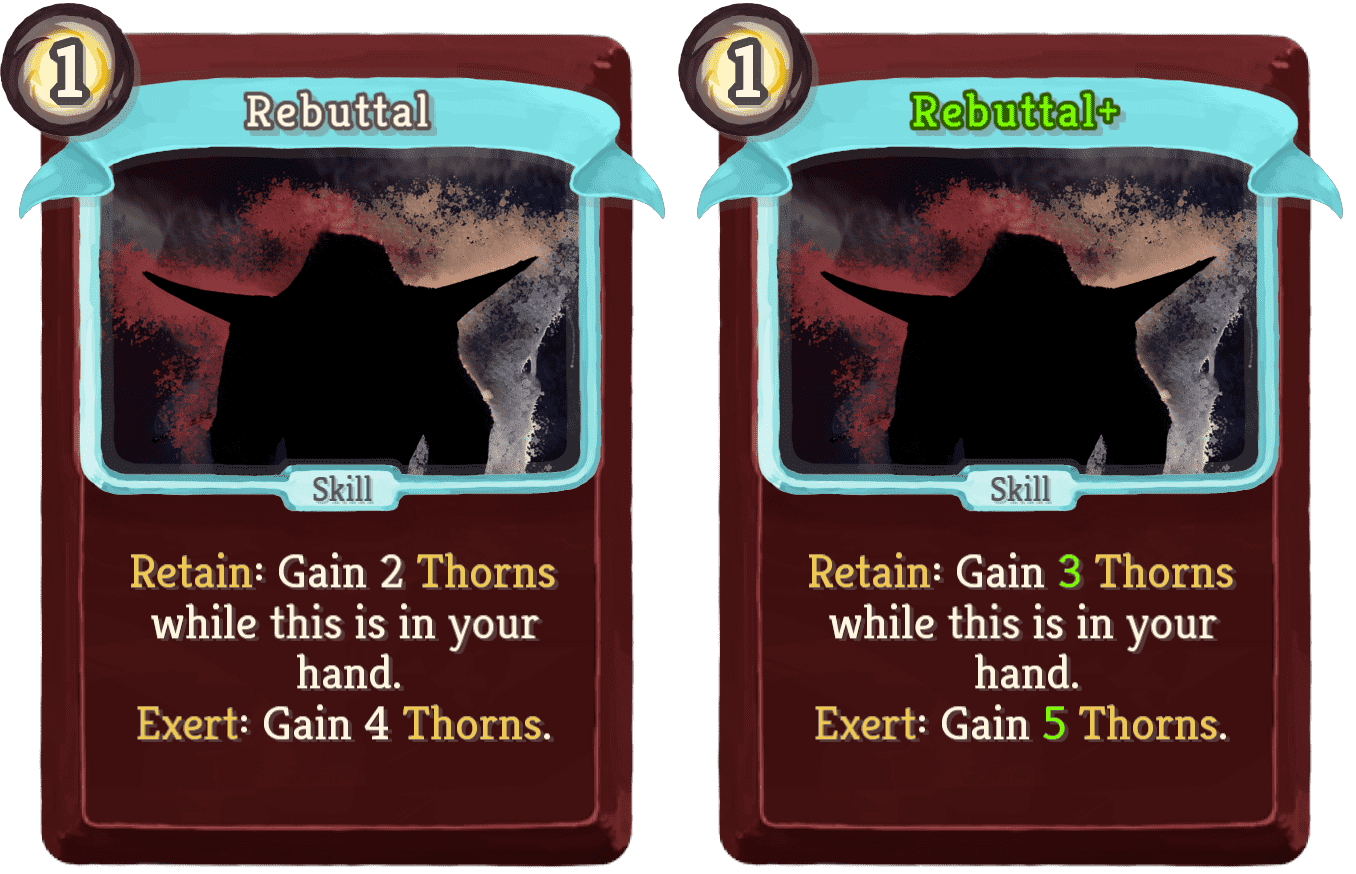 1
Rebuttal
Skill
Retain: Gain 2 Thorns
while this is in your
hand.
Exert: Gain 4 Thorns.
1
Rebuttal+
Skill
Retain: Gain 3 Thorns
while this is in your
hand.
Exert: Gain 5 Thorns.